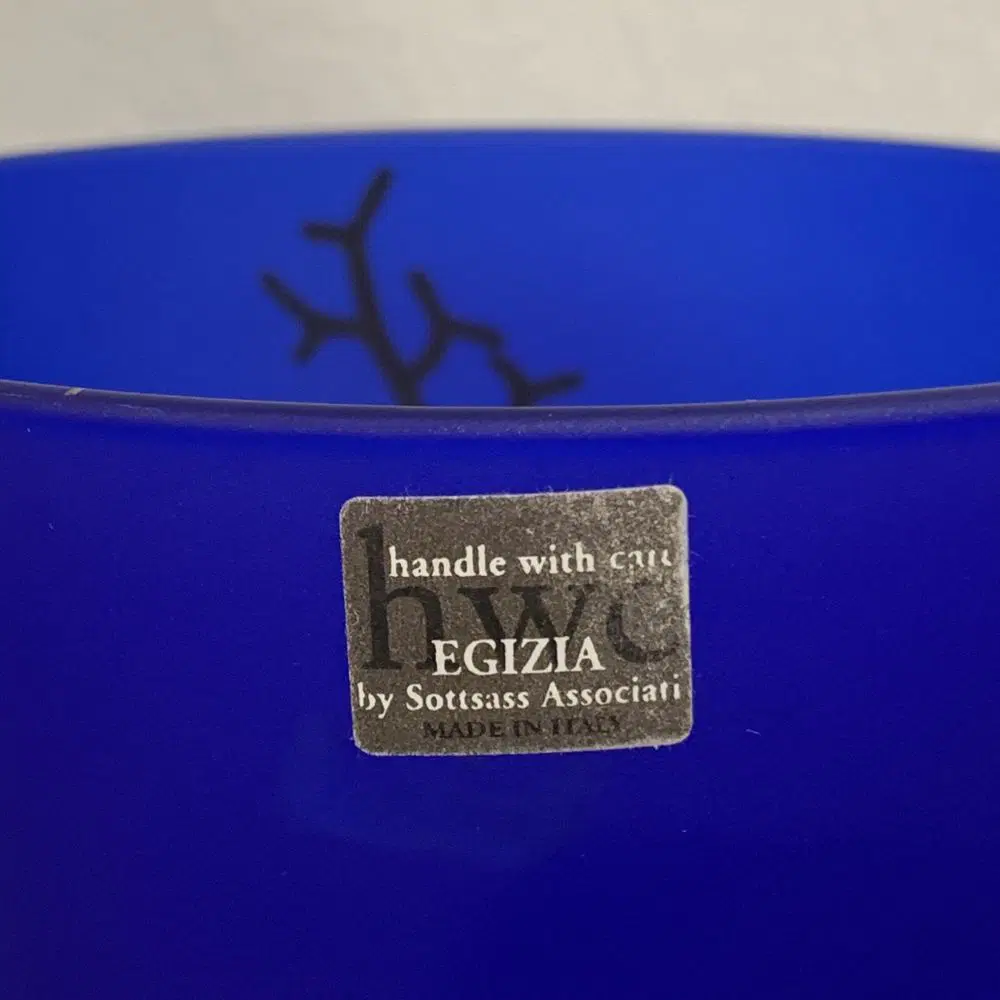 handle with care
hwc
EGIZIA
by Sottsass Associati
MADE IN ITALY